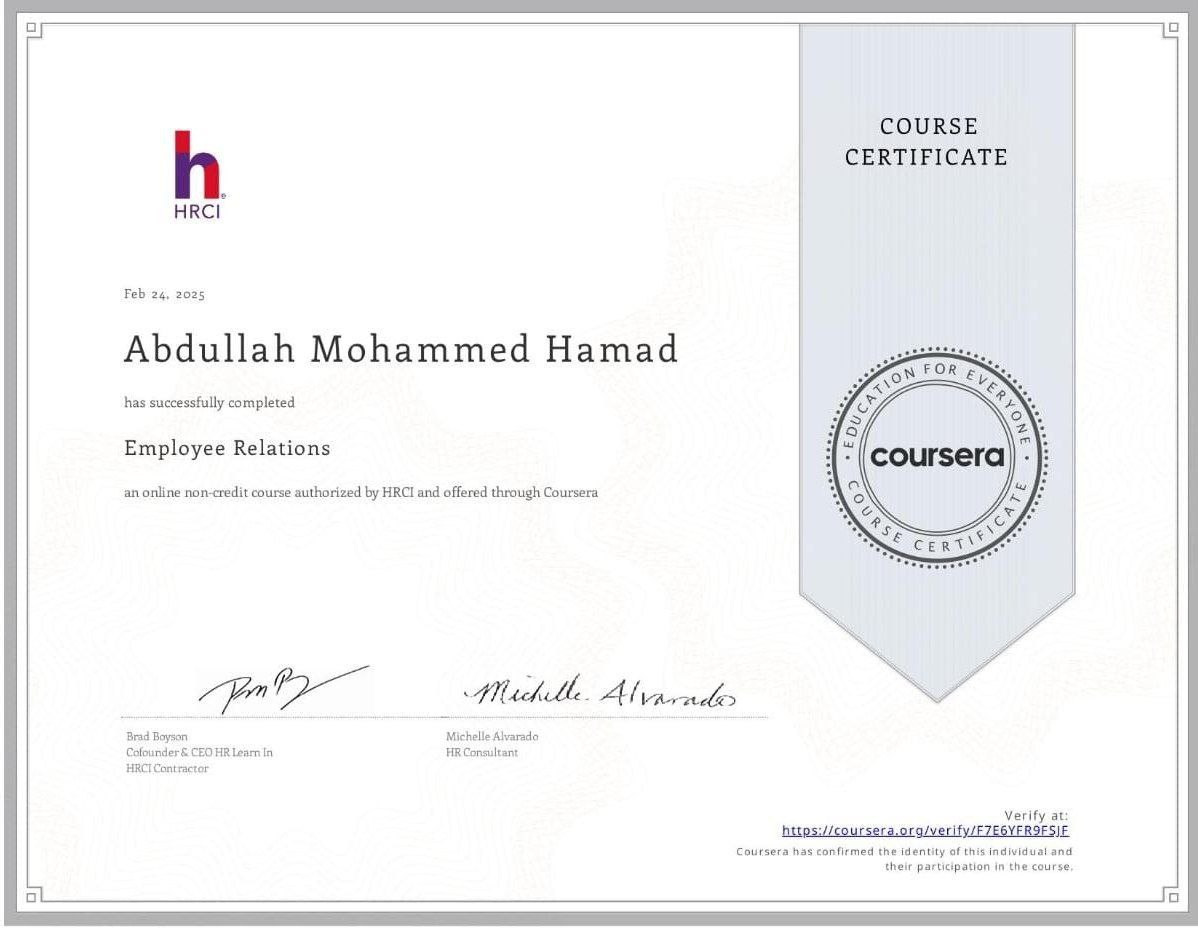 COURSE
CERTIFICATE
HRCI
Feb 24, 2025
Abdullah Mohammed Hamad
has successfully completed
Employee Relations
an online non-credit course authorized by HRCI and offered through Coursera
EDUCATION FOR EVERYONE
coursera
COURSE CERTIFICATE
Michelle Alvarado
Brad Boyson
Cofounder & CEO HR Learn In
HRCI Contractor
Michelle Alvarado
HR Consultant
Verify at:
https://coursera.org/verify/F7E6YFR9FSJF
Coursera has confirmed the identity of this individual and
their participation in the course.